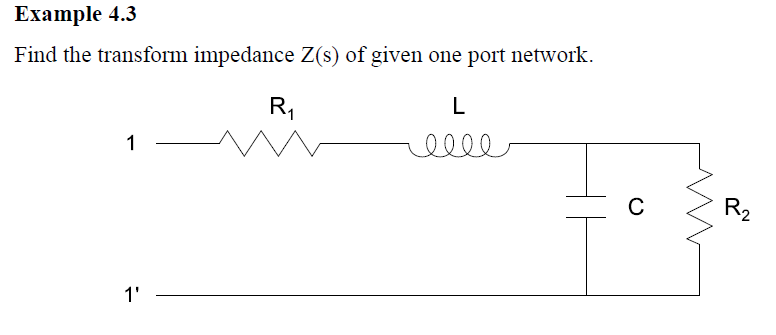 Example 4.3
Find the transform impedance Z(s) of given one port network.
R₁ L
1
C R₂
1'